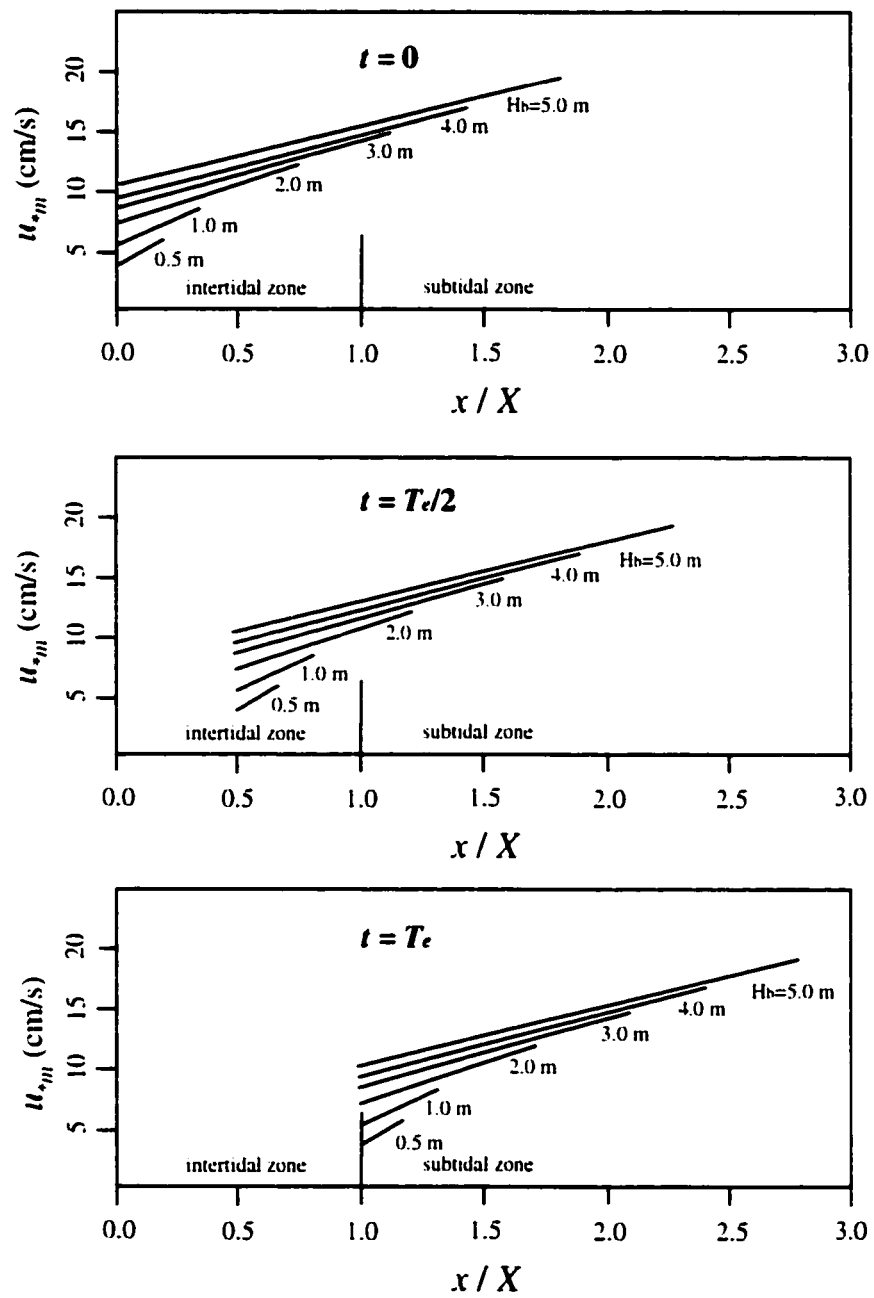 t = 0
u*m (cm/s)
20
15
10
5
Hb=5.0 m
4.0 m
3.0 m
2.0 m
1.0 m
0.5 m
intertidal zone
subtidal zone
0.0 0.5 1.0 1.5 2.0 2.5 3.0
x / X
t = Te/2
u*m (cm/s)
20
15
10
5
Hb=5.0 m
4.0 m
3.0 m
2.0 m
1.0 m
0.5 m
intertidal zone
subtidal zone
0.0 0.5 1.0 1.5 2.0 2.5 3.0
x / X
t = Te
u*m (cm/s)
20
15
10
5
Hb=5.0 m
4.0 m
3.0 m
2.0 m
1.0 m
0.5 m
intertidal zone
subtidal zone
0.0 0.5 1.0 1.5 2.0 2.5 3.0
x / X